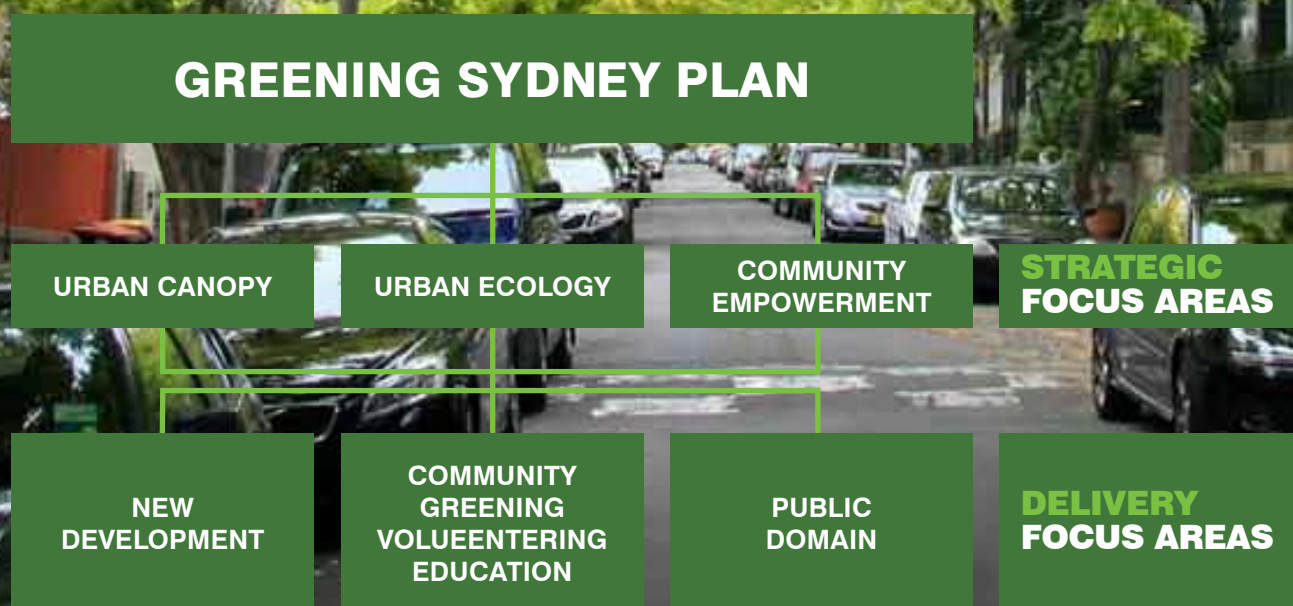 GREENING SYDNEY PLAN
URBAN CANOPY
URBAN ECOLOGY
COMMUNITY
EMPOWERMENT
STRATEGIC
FOCUS AREAS
NEW
DEVELOPMENT
COMMUNITY
GREENING
VOLUEENTERING
EDUCATION
PUBLIC
DOMAIN
DELIVERY
FOCUS AREAS